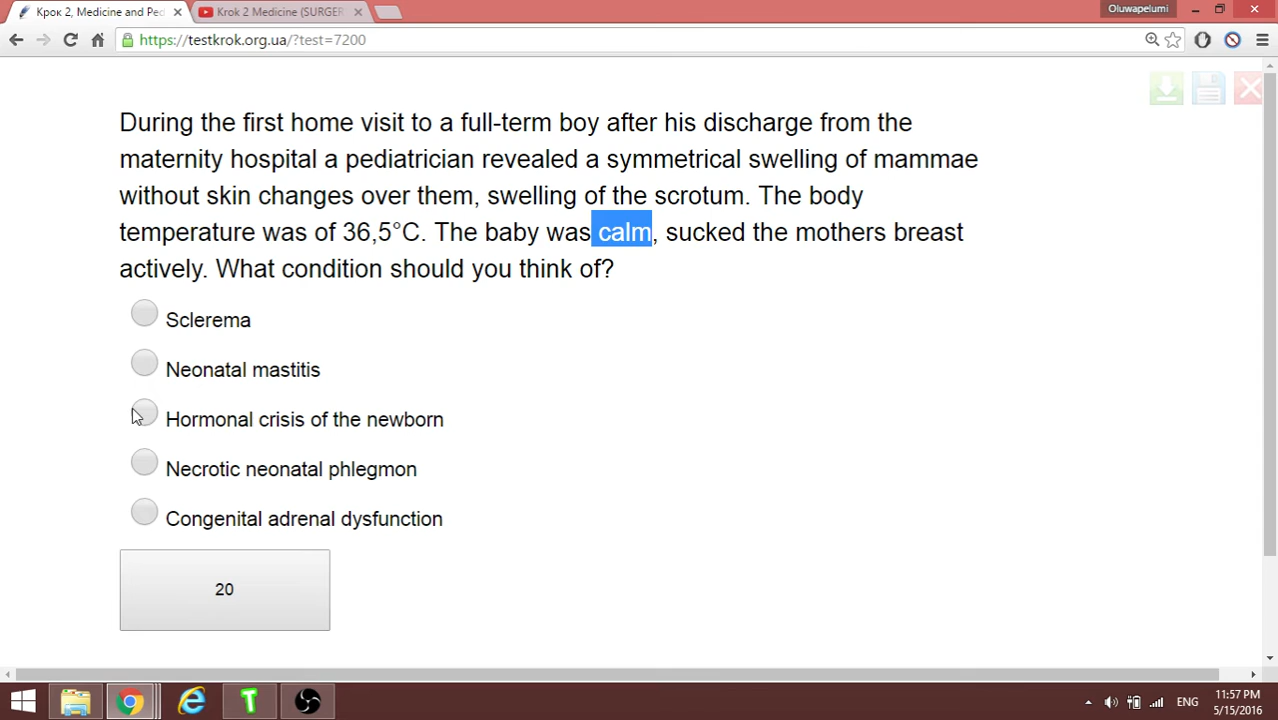 Крок 2, Medicine and Ped
Krok 2 Medicine (SURGER
Oluwapelumi
https://testkrok.org.ua/?test=7200
During the first home visit to a full-term boy after his discharge from the
maternity hospital a pediatrician revealed a symmetrical swelling of mammae
without skin changes over them, swelling of the scrotum. The body
temperature was of 36,5°C. The baby was calm, sucked the mothers breast
actively. What condition should you think of?
Sclerema
Neonatal mastitis
Hormonal crisis of the newborn
Necrotic neonatal phlegmon
Congenital adrenal dysfunction
20
ENG
11:57 PM
5/15/2016